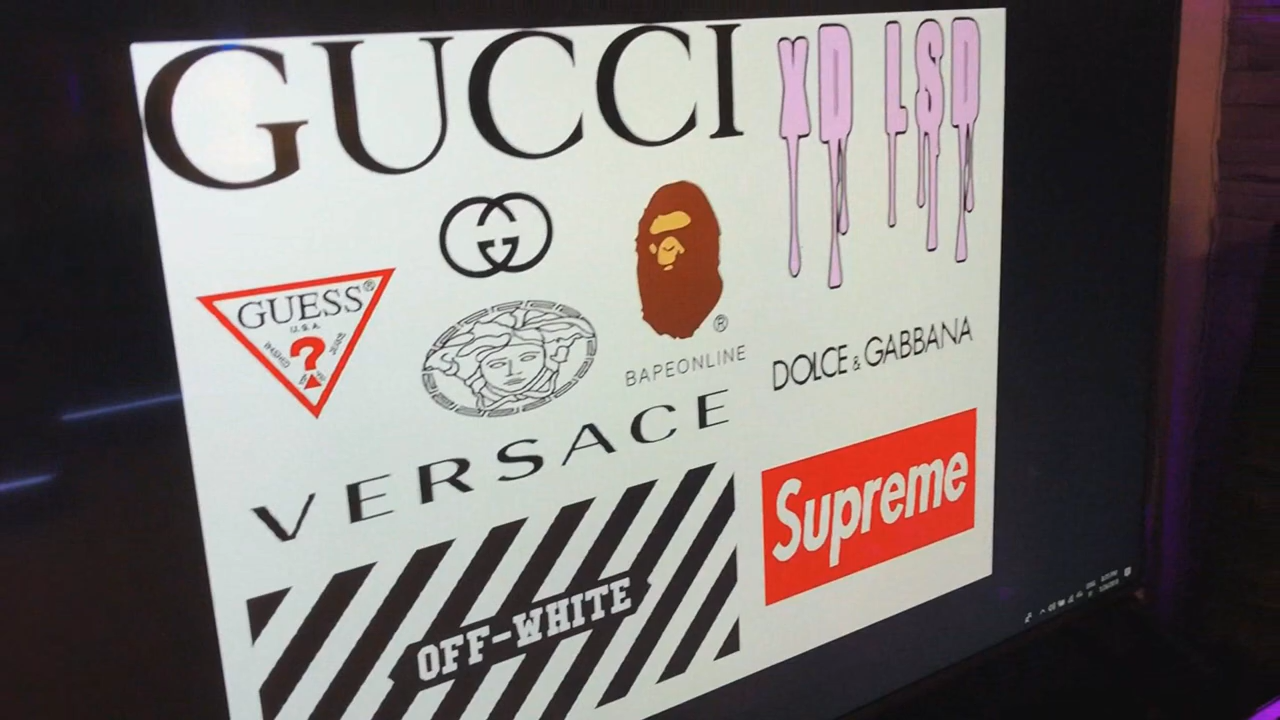 GUCCI
XD LSD
GUESS®
U.S.A.
?
®
BAPEONLINE
DOLCE & GABBANA
VERSACE
Supreme
OFF-WHITE